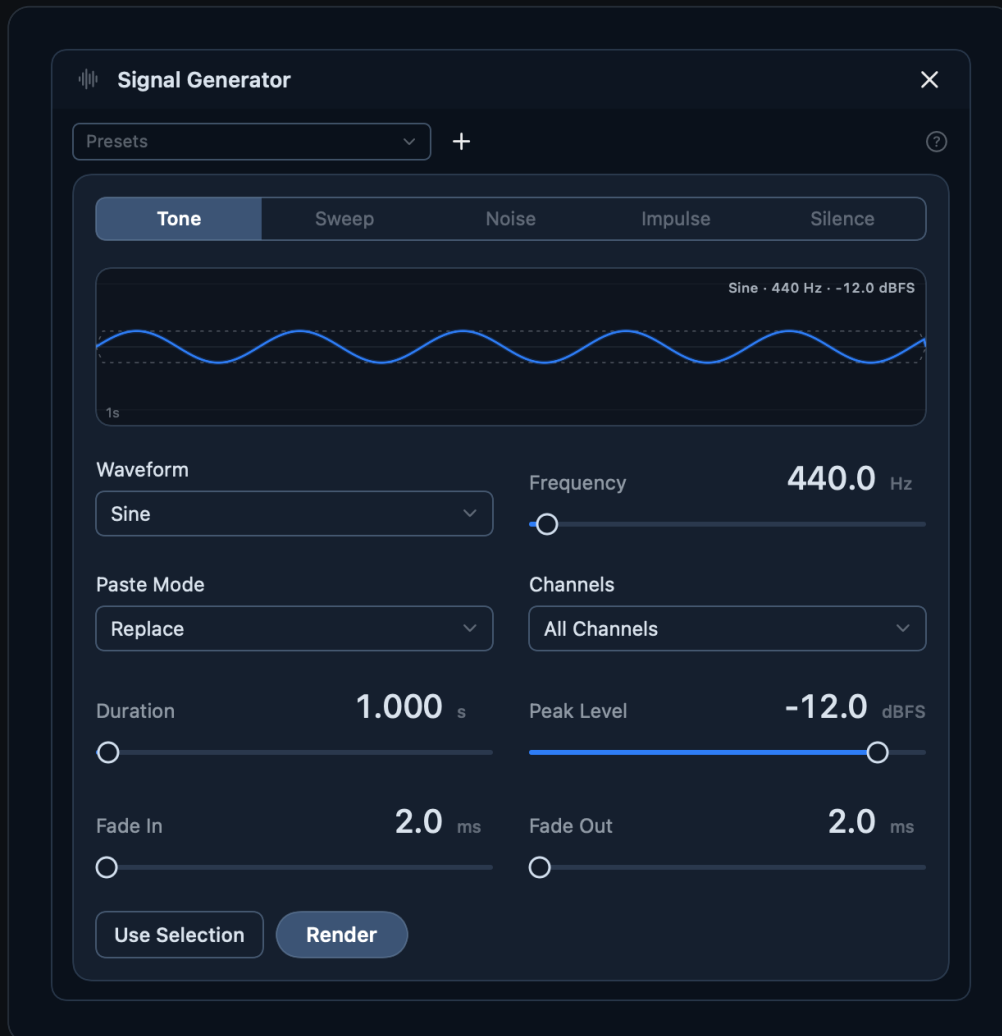 Signal Generator
Presets
?
Tone Sweep Noise Impulse Silence
Sine · 440 Hz · -12.0 dBFS
1s
Waveform
Sine
Frequency 440.0 Hz
Paste Mode
Replace
Channels
All Channels
Duration 1.000 s
Peak Level -12.0 dBFS
Fade In 2.0 ms
Fade Out 2.0 ms
Use Selection Render